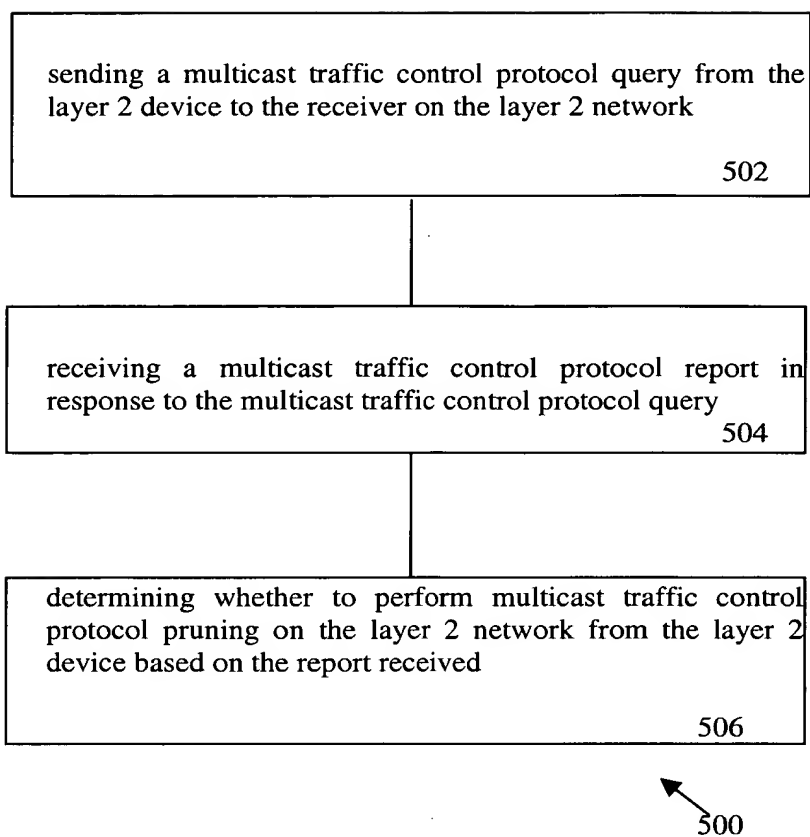 sending a multicast traffic control protocol query from the
layer 2 device to the receiver on the layer 2 network
502
receiving a multicast traffic control protocol report in
response to the multicast traffic control protocol query
504
determining whether to perform multicast traffic control
protocol pruning on the layer 2 network from the layer 2
device based on the report received
506
500